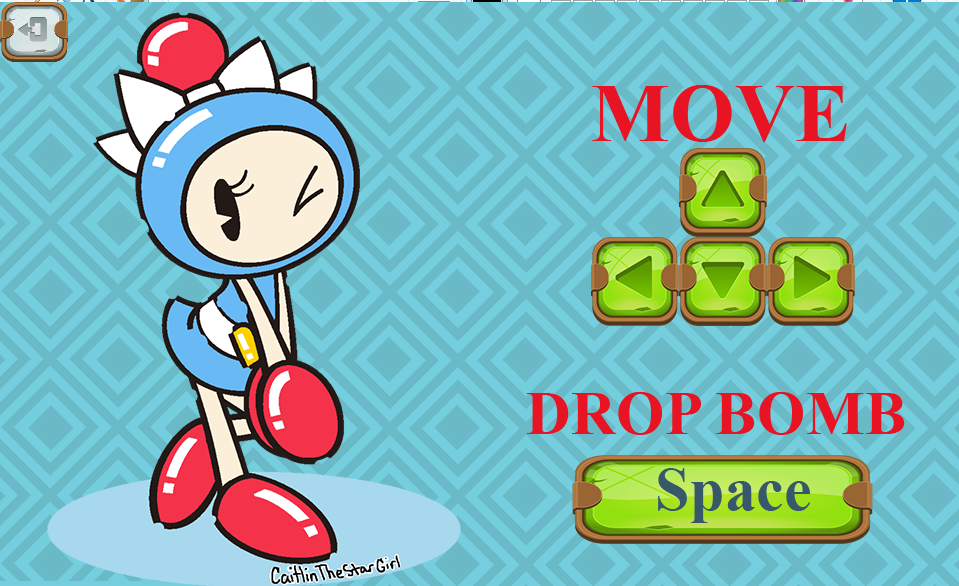 MOVE
DROP BOMB
Space
CaitlinTheStarGirl